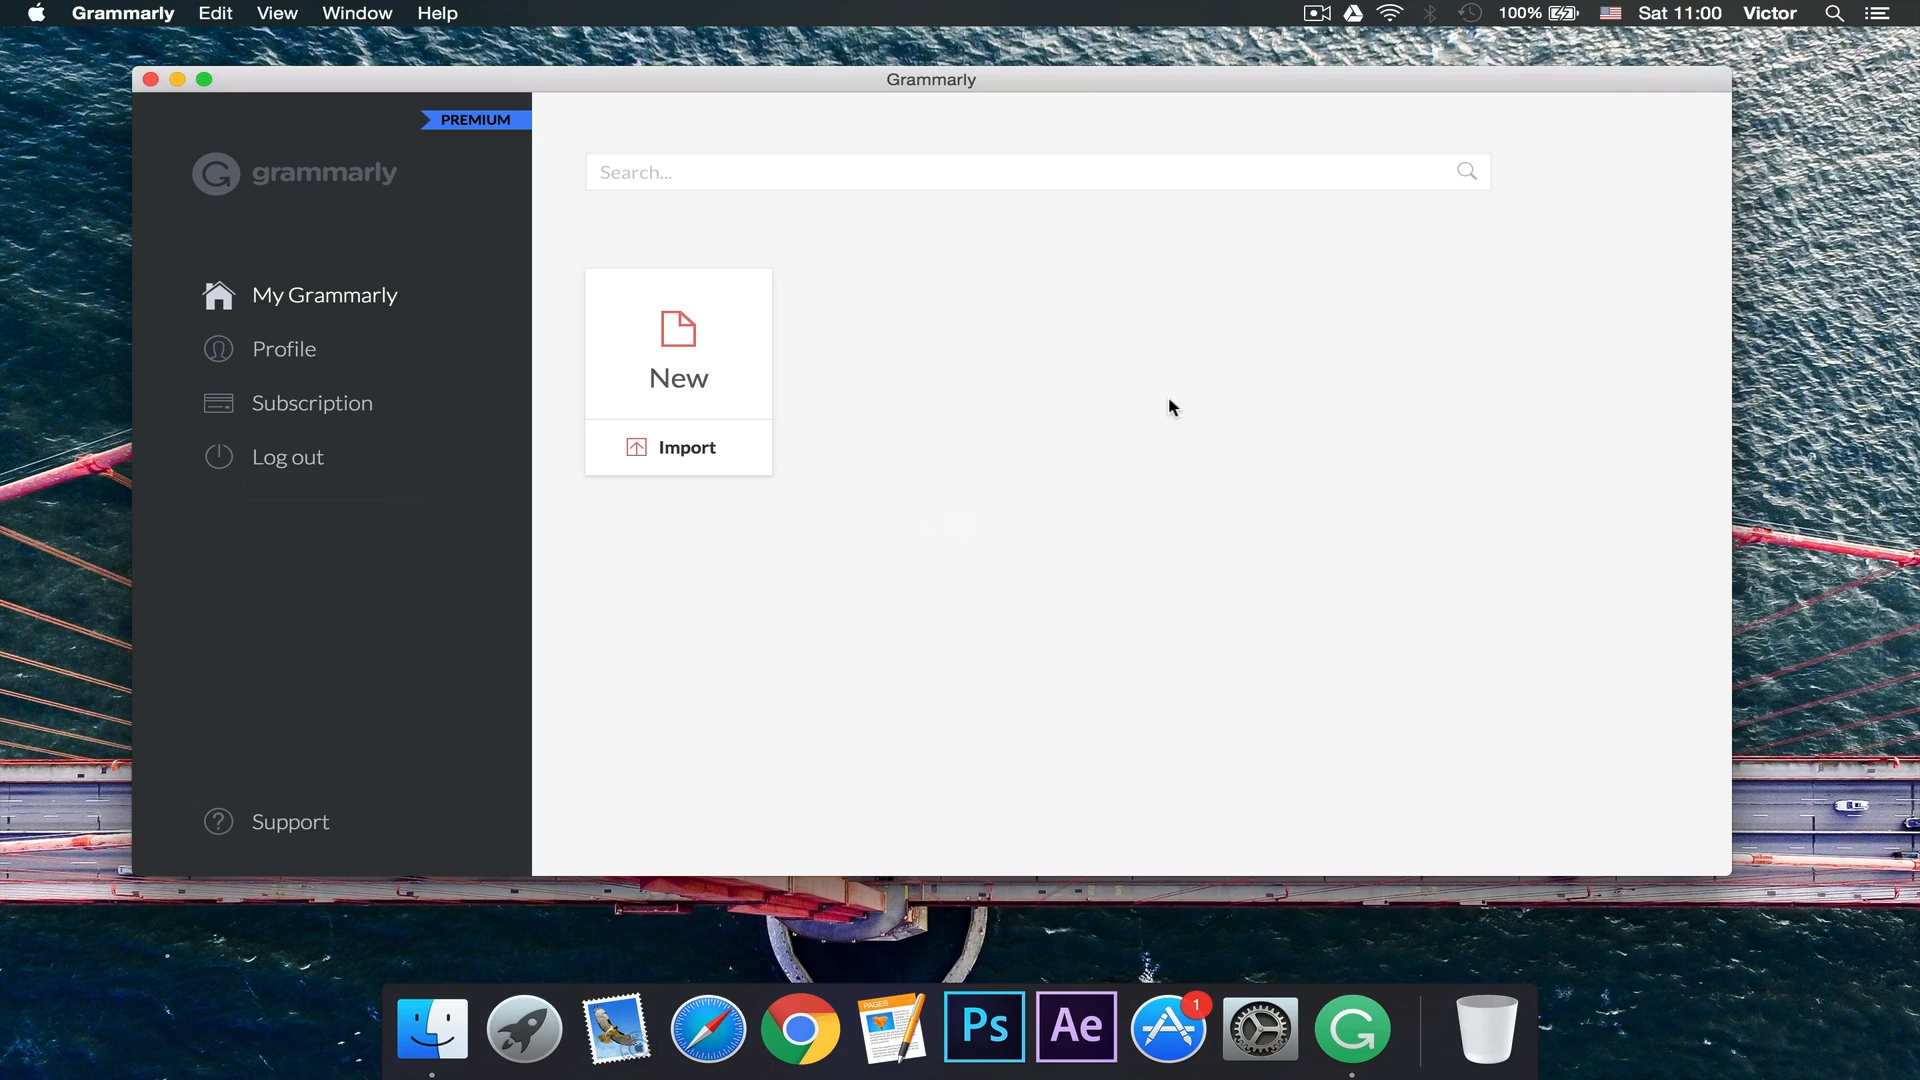 Grammarly Edit View Window Help 100% Sat 11:00 Victor
Grammarly
PREMIUM
grammarly
Search...
My Grammarly
Profile
Subscription
Log out
New
Import
Support
PAGES
Ps
Ae
1